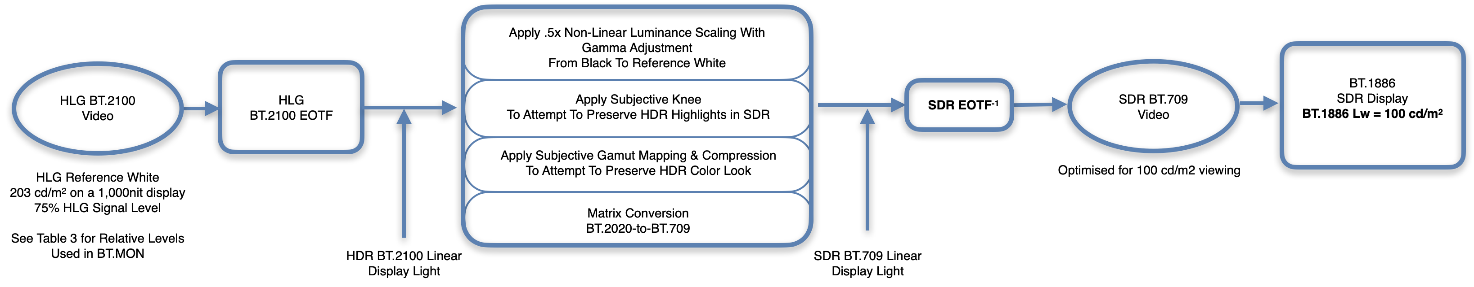 HLG BT.2100
Video
HLG Reference White
203 cd/m² on a 1,000nit display
75% HLG Signal Level
See Table 3 for Relative Levels
Used in BT.MON
HLG
BT.2100 EOTF
HDR BT.2100 Linear
Display Light
Apply .5x Non-Linear Luminance Scaling With
Gamma Adjustment
From Black To Reference White
Apply Subjective Knee
To Attempt To Preserve HDR Highlights in SDR
Apply Subjective Gamut Mapping & Compression
To Attempt To Preserve HDR Color Look
Matrix Conversion
BT.2020-to-BT.709
SDR BT.709 Linear
Display Light
SDR EOTF⁻¹
SDR BT.709
Video
Optimised for 100 cd/m2 viewing
BT.1886
SDR Display
BT.1886 Lw = 100 cd/m²